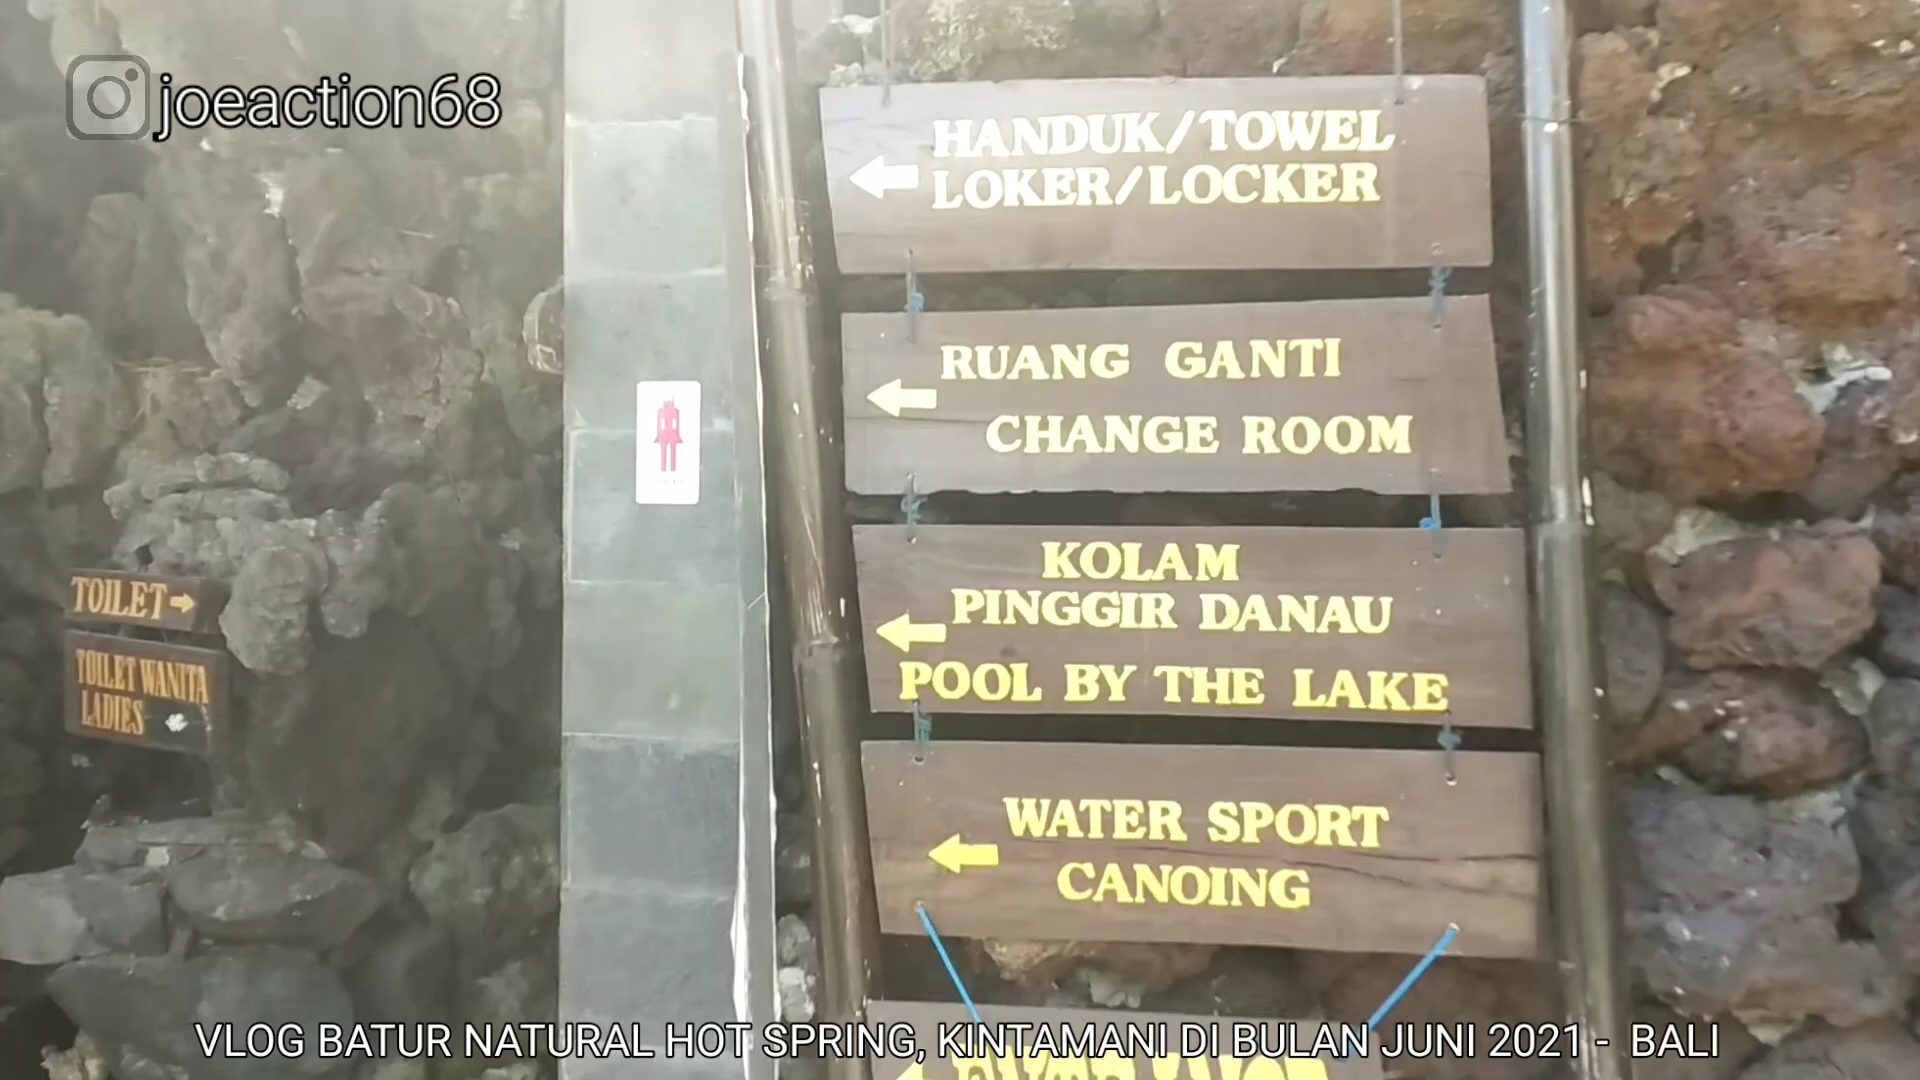 joeaction68
HANDUK/TOWEL
LOKER/LOCKER
RUANG GANTI
CHANGE ROOM
KOLAM
PINGGIR DANAU
POOL BY THE LAKE
WATER SPORT
CANOING
TOILET
TOILET WANITA
LADIES
VLOG BATUR NATURAL HOT SPRING, KINTAMANI DI BULAN JUNI 2021 - BALI